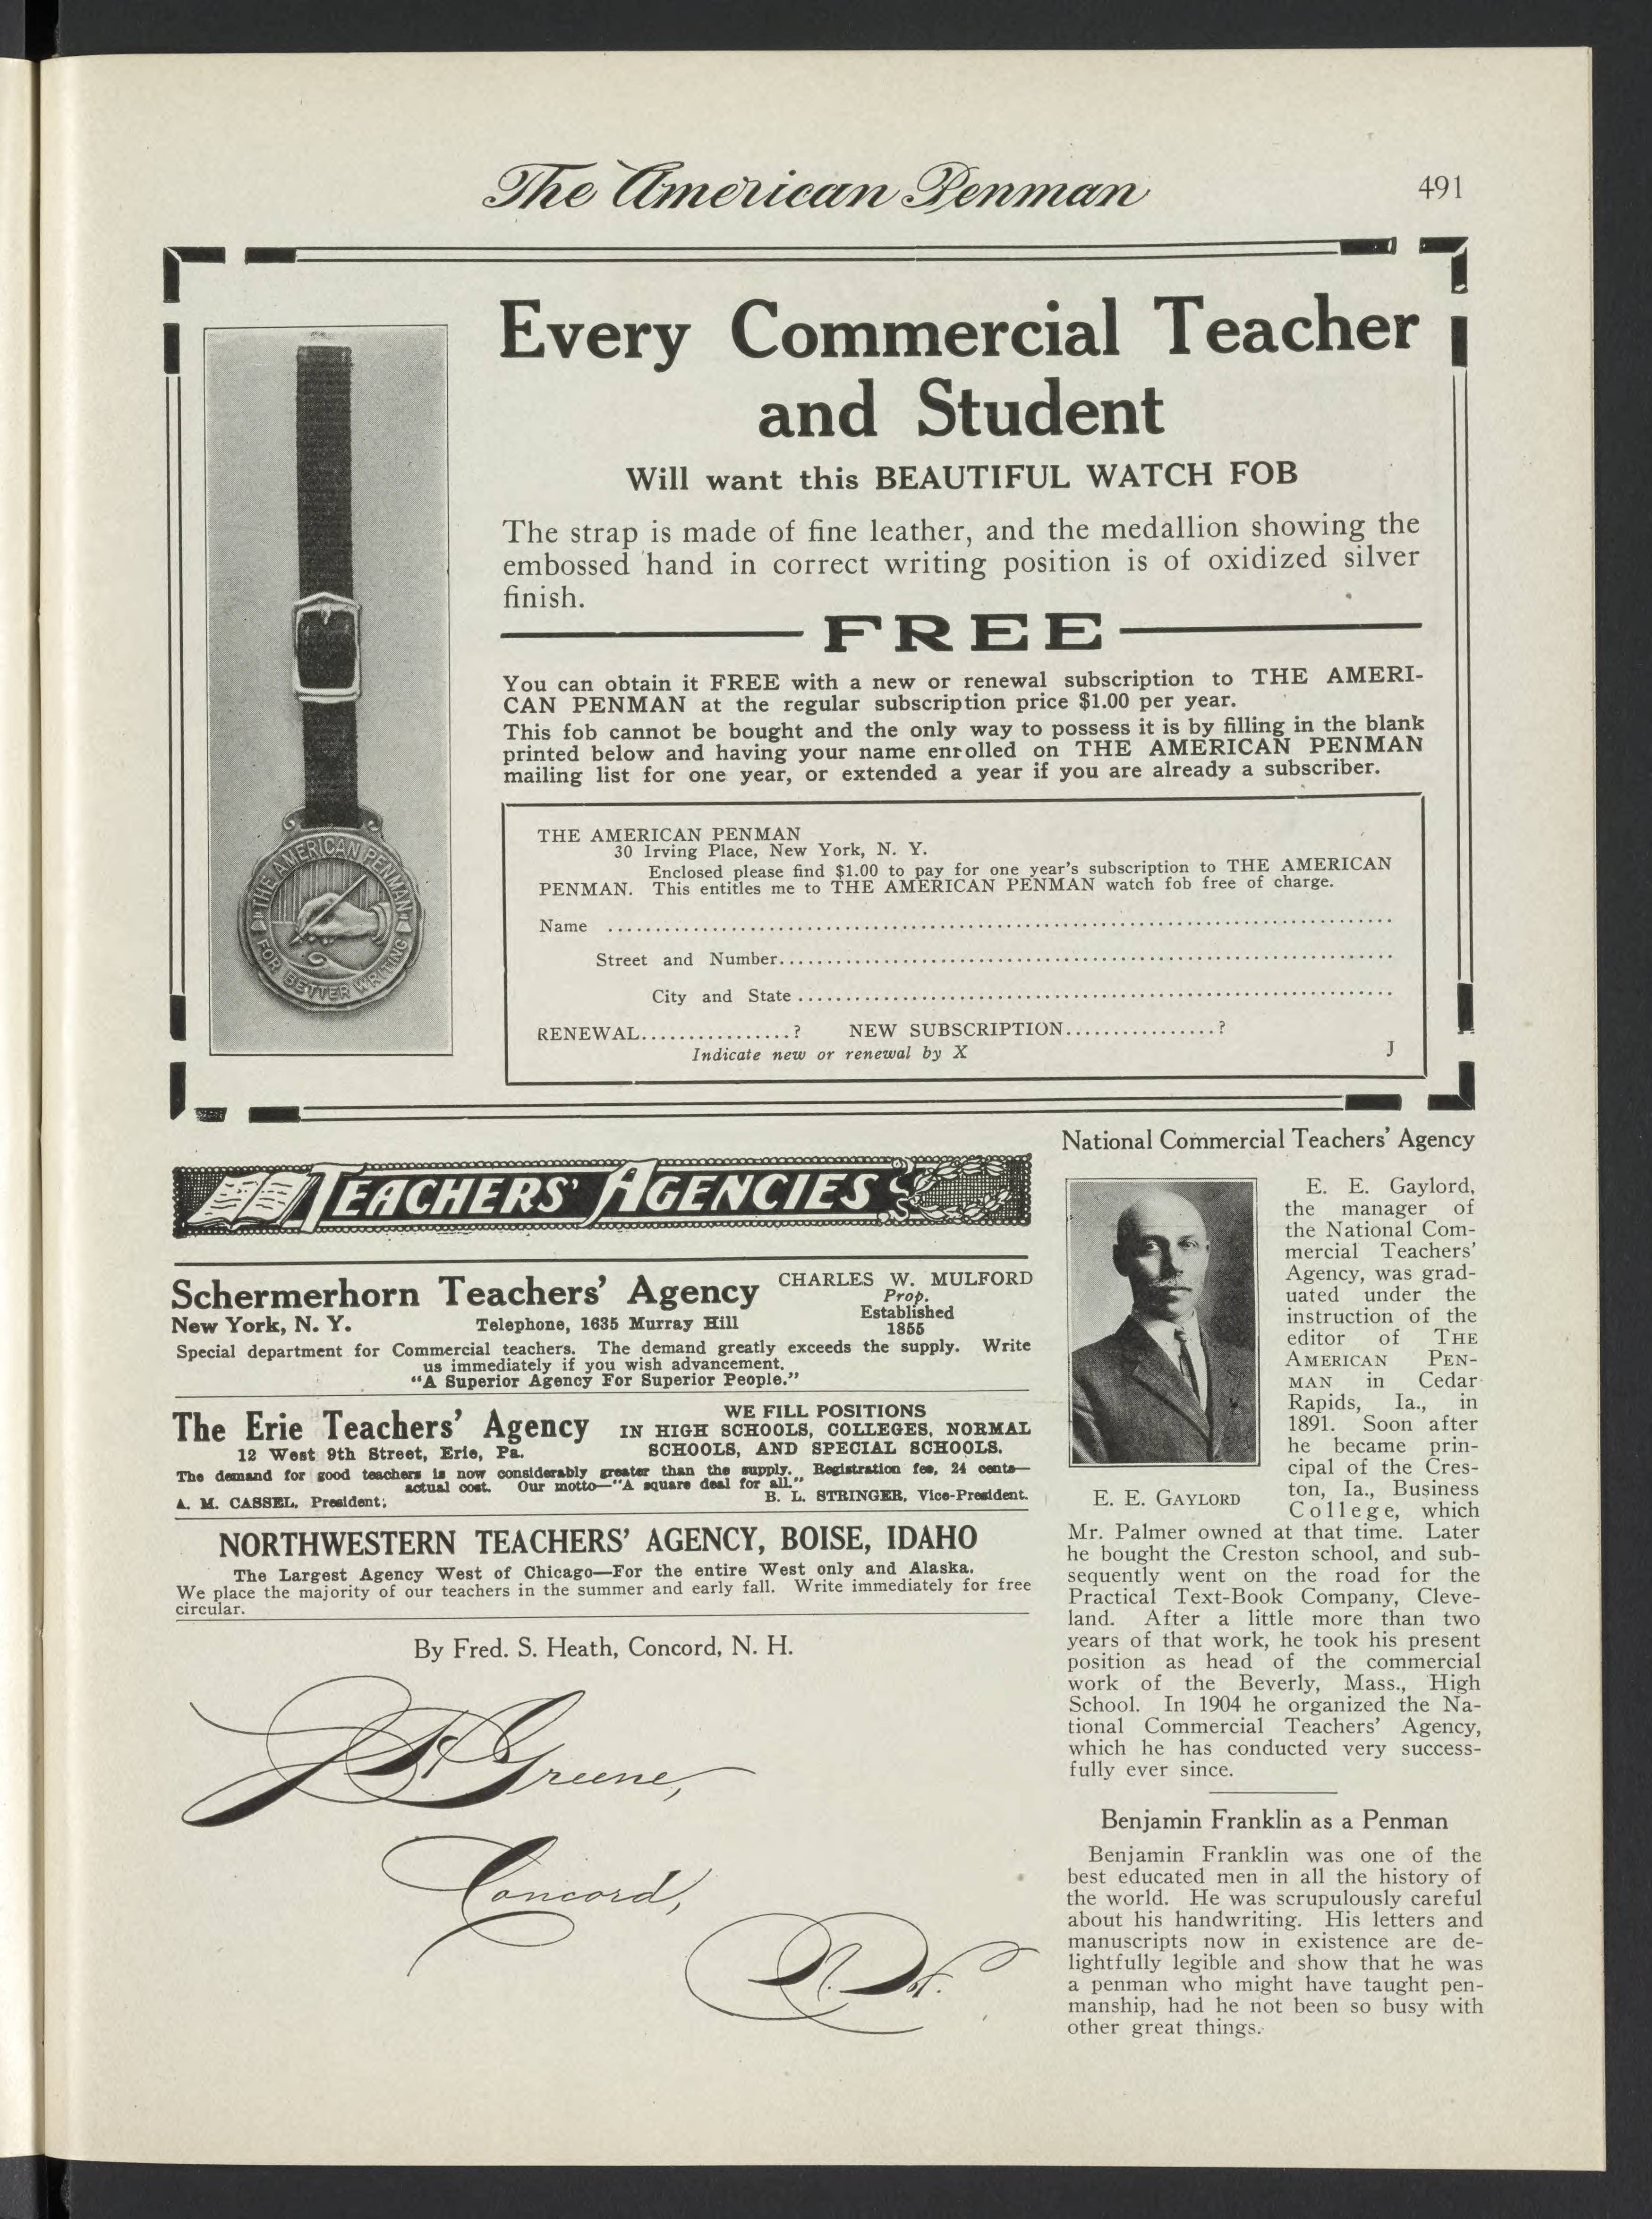 The American Penman
491
Every Commercial Teacher
and Student
Will want this BEAUTIFUL WATCH FOB
The strap is made of fine leather, and the medallion showing the
embossed hand in correct writing position is of oxidized silver
finish.
FREE
You can obtain it FREE with a new or renewal subscription to THE AMERI-
CAN PENMAN at the regular subscription price $1.00 per year.
This fob cannot be bought and the only way to possess it is by filling in the blank
printed below and having your name enrolled on THE AMERICAN PENMAN
mailing list for one year, or extended a year if you are already a subscriber.
THE AMERICAN PENMAN
FOR BETTER WRITING
THE AMERICAN PENMAN
30 Irving Place, New York, N. Y.
Enclosed please find $1.00 to pay for one year's subscription to THE AMERICAN
PENMAN. This entitles me to THE AMERICAN PENMAN watch fob free of charge.
Name ................................................................................
Street and Number................................................................
City and State..............................................................
RENEWAL................? NEW SUBSCRIPTION................?
Indicate new or renewal by X
J
TEACHERS' AGENCIES
Schermerhorn Teachers' Agency
CHARLES W. MULFORD
Prop.
New York, N. Y. Telephone, 1635 Murray Hill
Established
1855
Special department for Commercial teachers. The demand greatly exceeds the supply. Write
us immediately if you wish advancement.
"A Superior Agency For Superior People."
The Erie Teachers' Agency
12 West 9th Street, Erie, Pa.
WE FILL POSITIONS
IN HIGH SCHOOLS, COLLEGES, NORMAL
SCHOOLS, AND SPECIAL SCHOOLS.
The demand for good teachers is now considerably greater than the supply. Registration fee, 24 cents—
actual cost. Our motto—"A square deal for all."
A. M. CASSEL, President; B. L. STRINGER, Vice-President.
NORTHWESTERN TEACHERS' AGENCY, BOISE, IDAHO
The Largest Agency West of Chicago—For the entire West only and Alaska.
We place the majority of our teachers in the summer and early fall. Write immediately for free
circular.
By Fred. S. Heath, Concord, N. H.
Greene,
Concord,
N. H.
National Commercial Teachers' Agency
E. E. GAYLORD
E. E. Gaylord,
the manager of
the National Com-
mercial Teachers'
Agency, was grad-
uated under the
instruction of the
editor of THE
AMERICAN PEN-
MAN in Cedar
Rapids, Ia., in
1891. Soon after
he became prin-
cipal of the Cres-
ton, Ia., Business
College, which
Mr. Palmer owned at that time. Later
he bought the Creston school, and sub-
sequently went on the road for the
Practical Text-Book Company, Cleve-
land. After a little more than two
years of that work, he took his present
position as head of the commercial
work of the Beverly, Mass., High
School. In 1904 he organized the Na-
tional Commercial Teachers' Agency,
which he has conducted very success-
fully ever since.
Benjamin Franklin as a Penman
Benjamin Franklin was one of the
best educated men in all the history of
the world. He was scrupulously careful
about his handwriting. His letters and
manuscripts now in existence are de-
lightfully legible and show that he was
a penman who might have taught pen-
manship, had he not been so busy with
other great things.